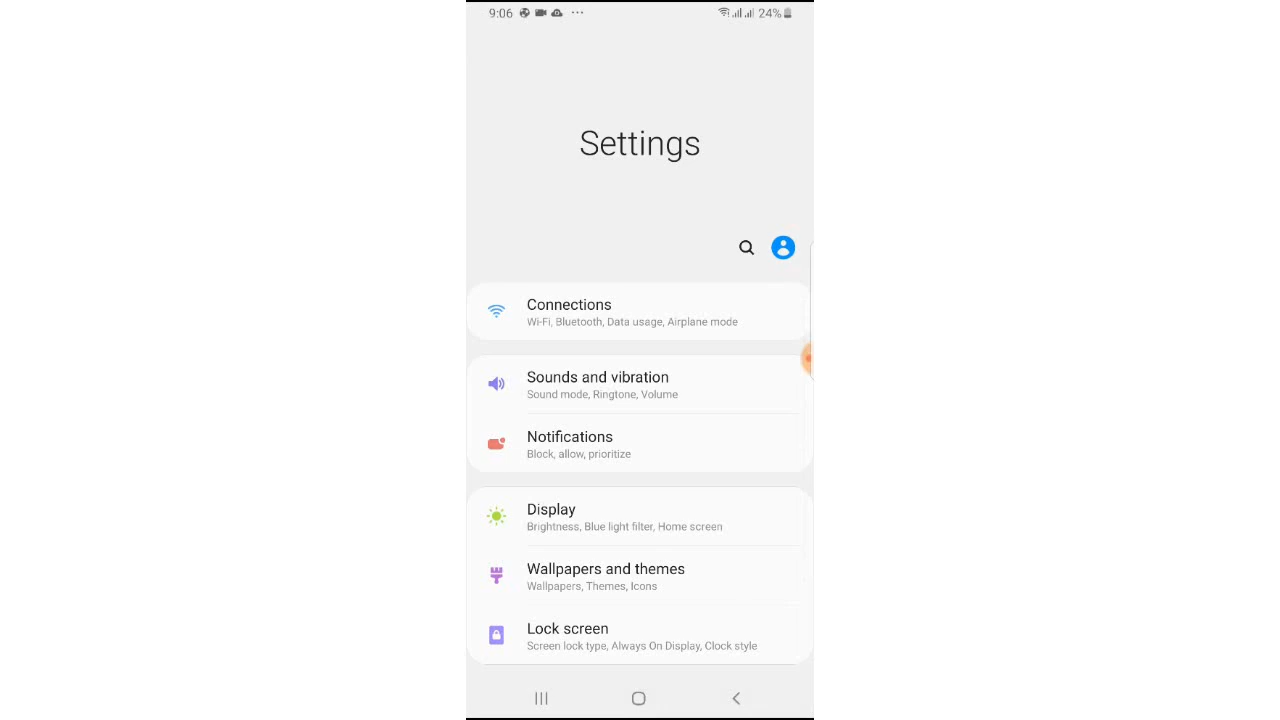 9:06 24%
Settings
Connections
Wi-Fi, Bluetooth, Data usage, Airplane mode
Sounds and vibration
Sound mode, Ringtone, Volume
Notifications
Block, allow, prioritize
Display
Brightness, Blue light filter, Home screen
Wallpapers and themes
Wallpapers, Themes, Icons
Lock screen
Screen lock type, Always On Display, Clock style